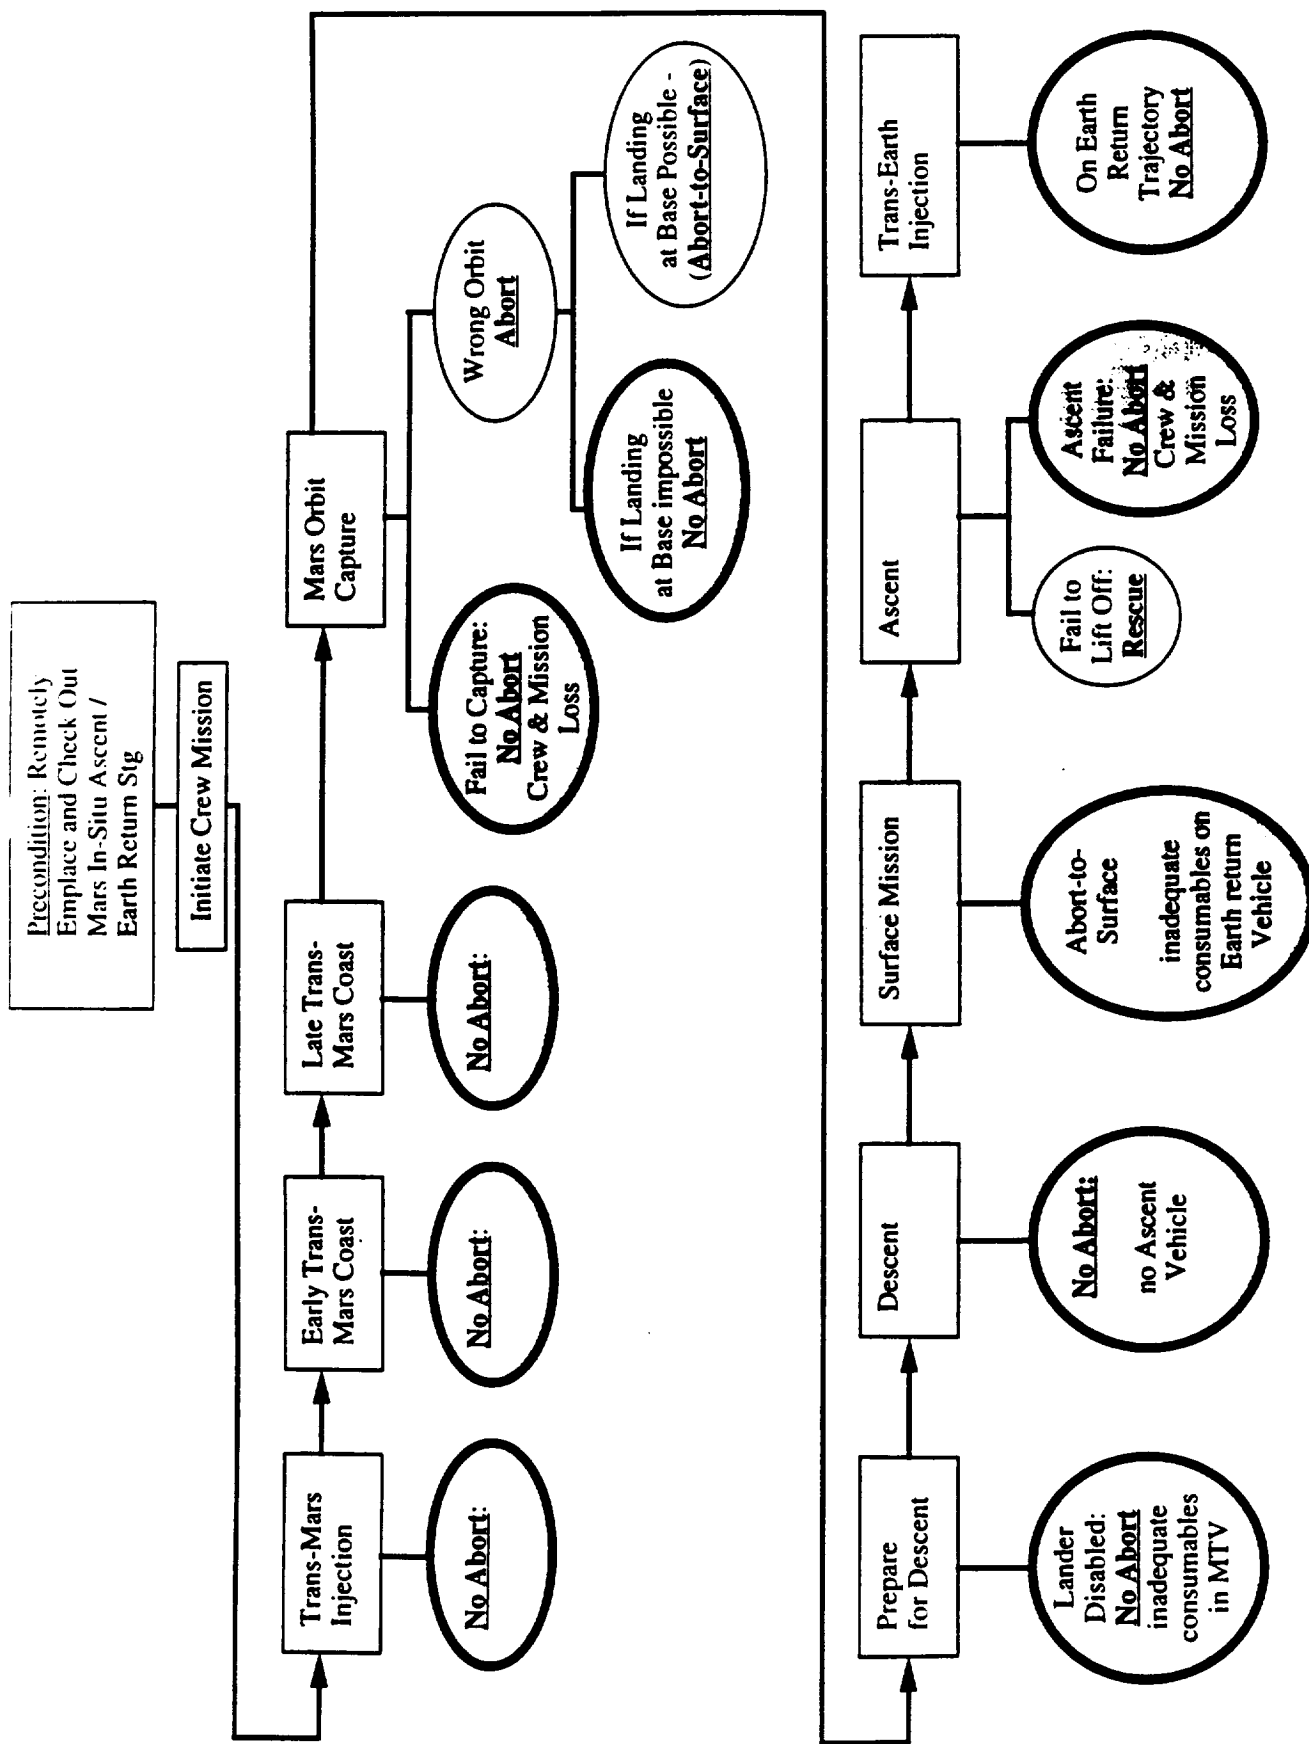 Precondition: Remotely
Emplace and Check Out
Mars In-Situ Ascent /
Earth Return Stg
Initiate Crew Mission
Trans-Mars
Injection
No Abort:
Early Trans-
Mars Coast
No Abort:
Late Trans-
Mars Coast
No Abort:
Mars Orbit
Capture
Fail to Capture:
No Abort
Crew & Mission
Loss
Wrong Orbit
Abort
If Landing
at Base impossible
No Abort
If Landing
at Base Possible -
(Abort-to-Surface)
Prepare
for Descent
Lander
Disabled:
No Abort
inadequate
consumables
in MTV
Descent
No Abort:
no Ascent
Vehicle
Surface Mission
Abort-to-
Surface
inadequate
consumables on
Earth return
Vehicle
Ascent
Fail to
Lift Off:
Rescue
Ascent
Failure:
No Abort
Crew &
Mission
Loss
Trans-Earth
Injection
On Earth
Return
Trajectory
No Abort